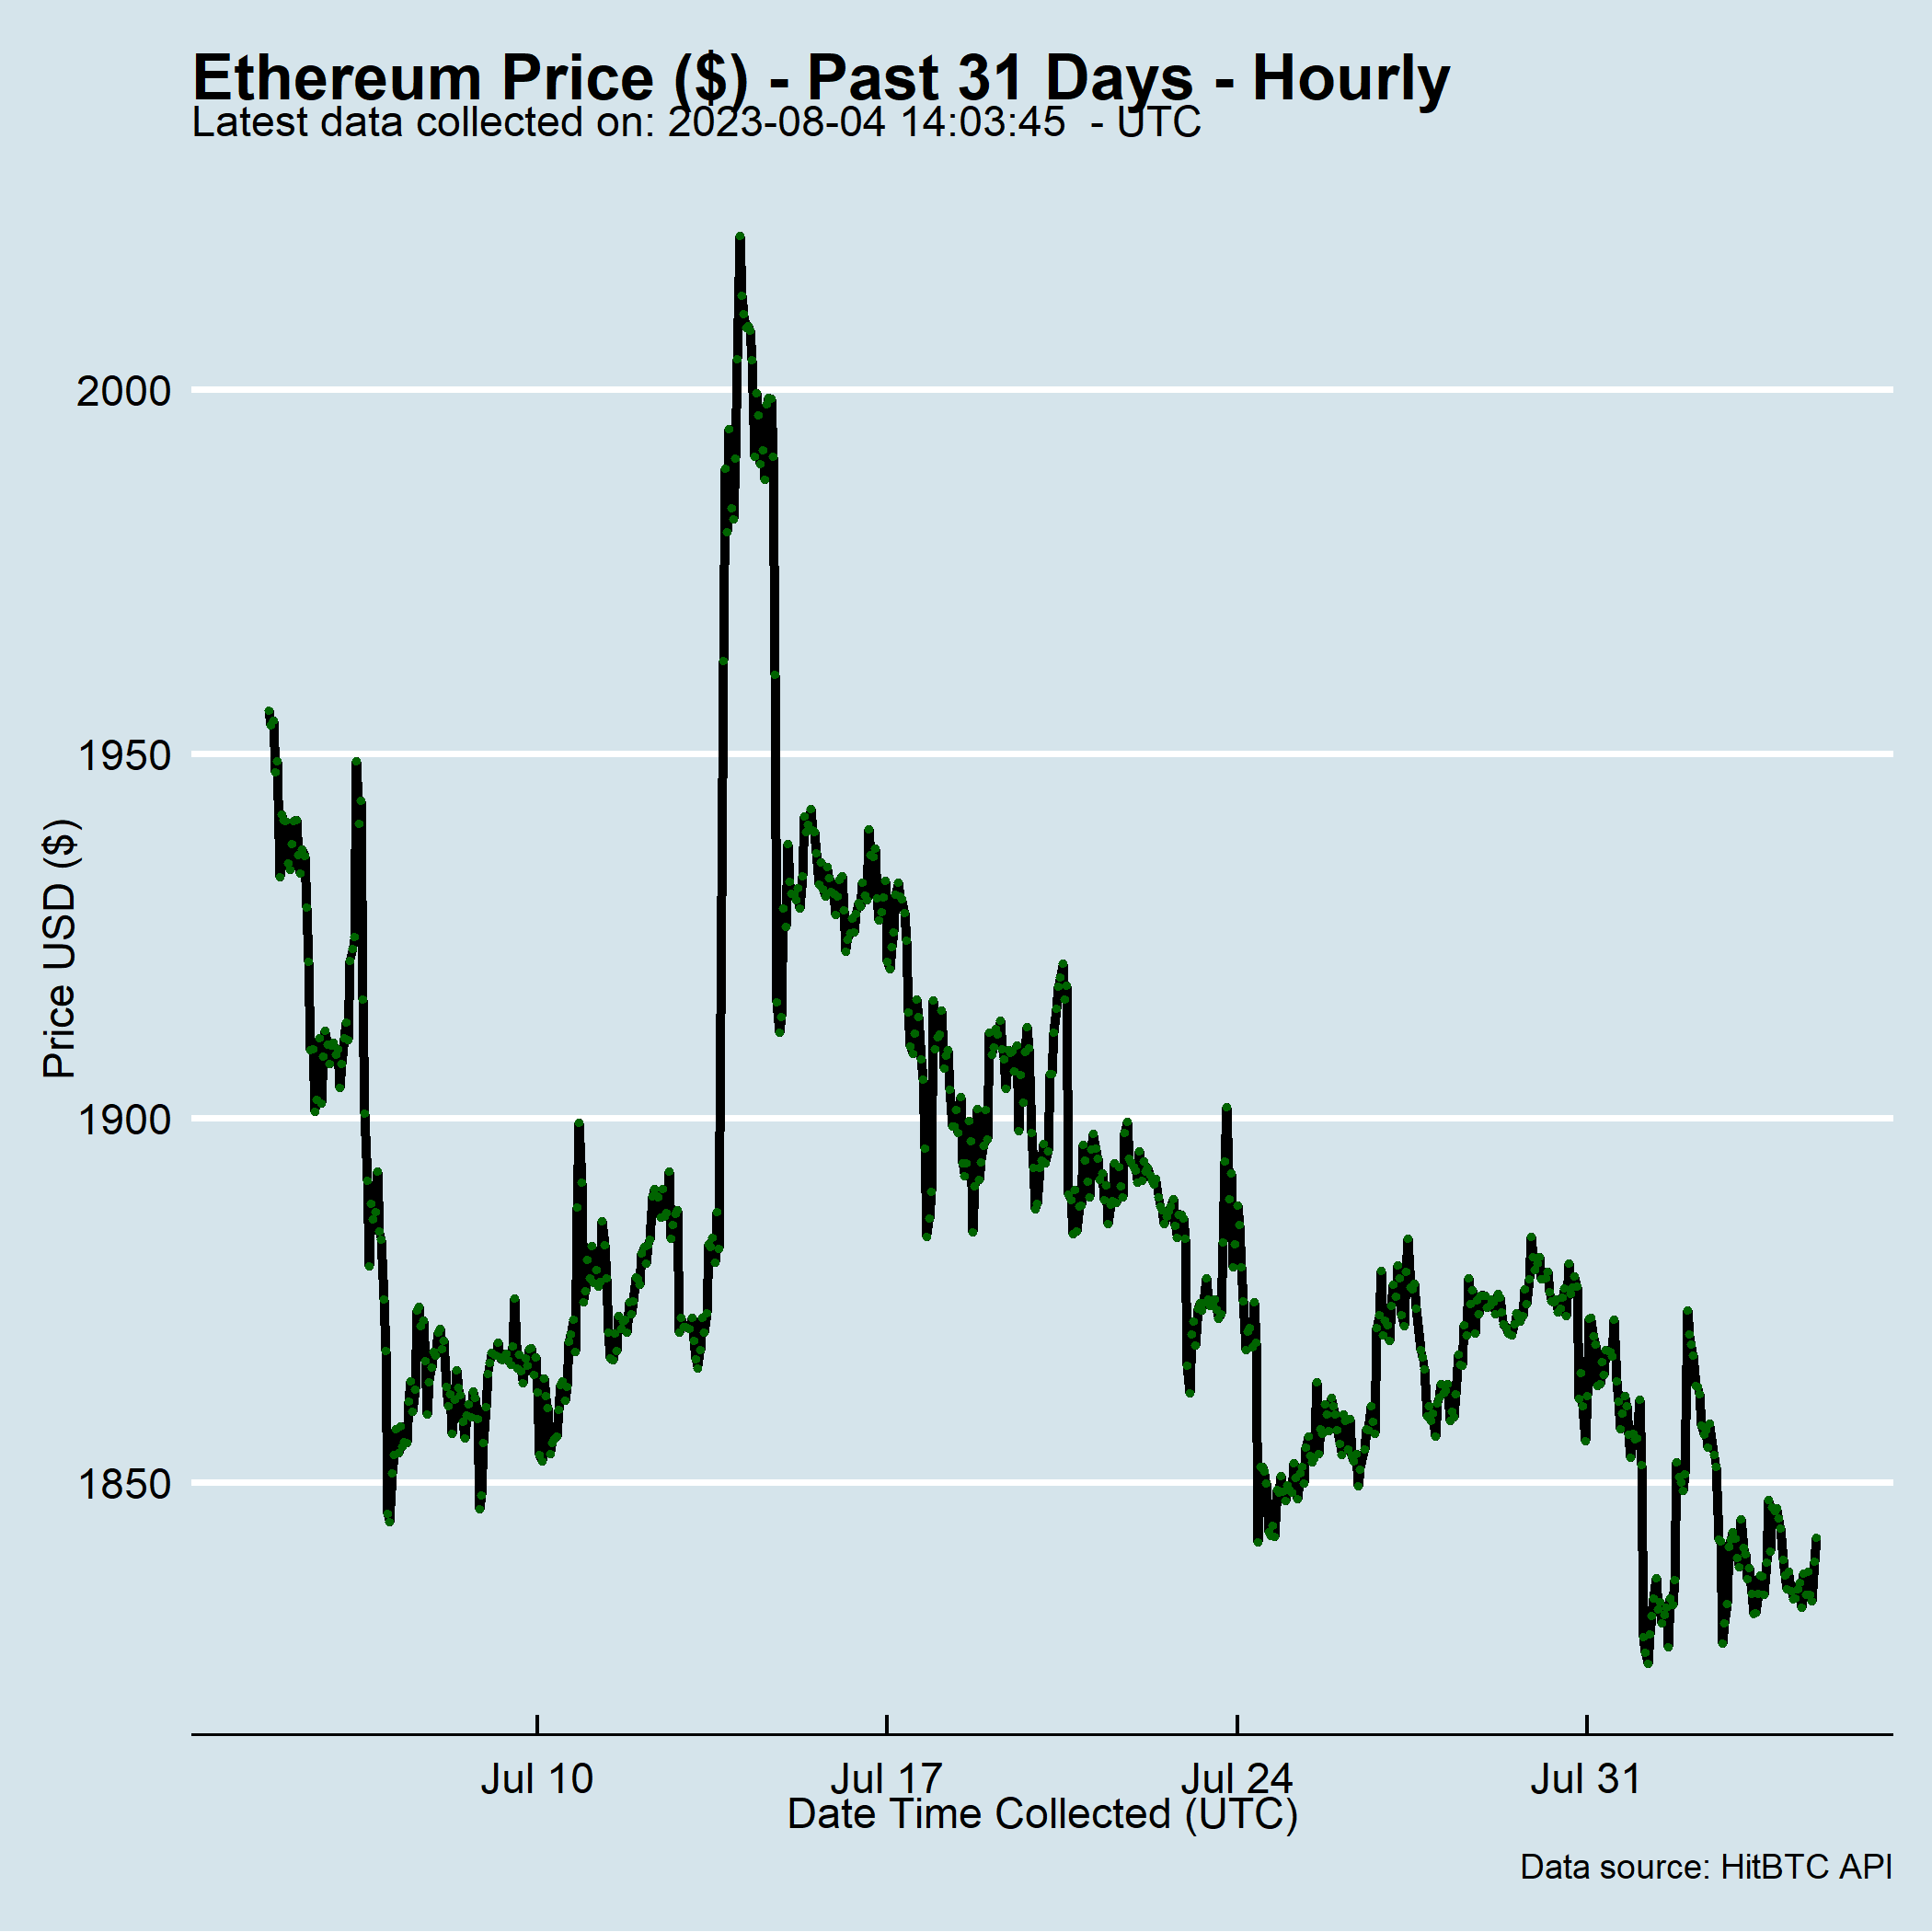 Ethereum Price ($) - Past 31 Days - Hourly
Latest data collected on: 2023-08-04 14:03:45  - UTC
Price USD ($)
2000
1950
1900
1850
Jul 10
Jul 17
Jul 24
Jul 31
Date Time Collected (UTC)
Data source: HitBTC API